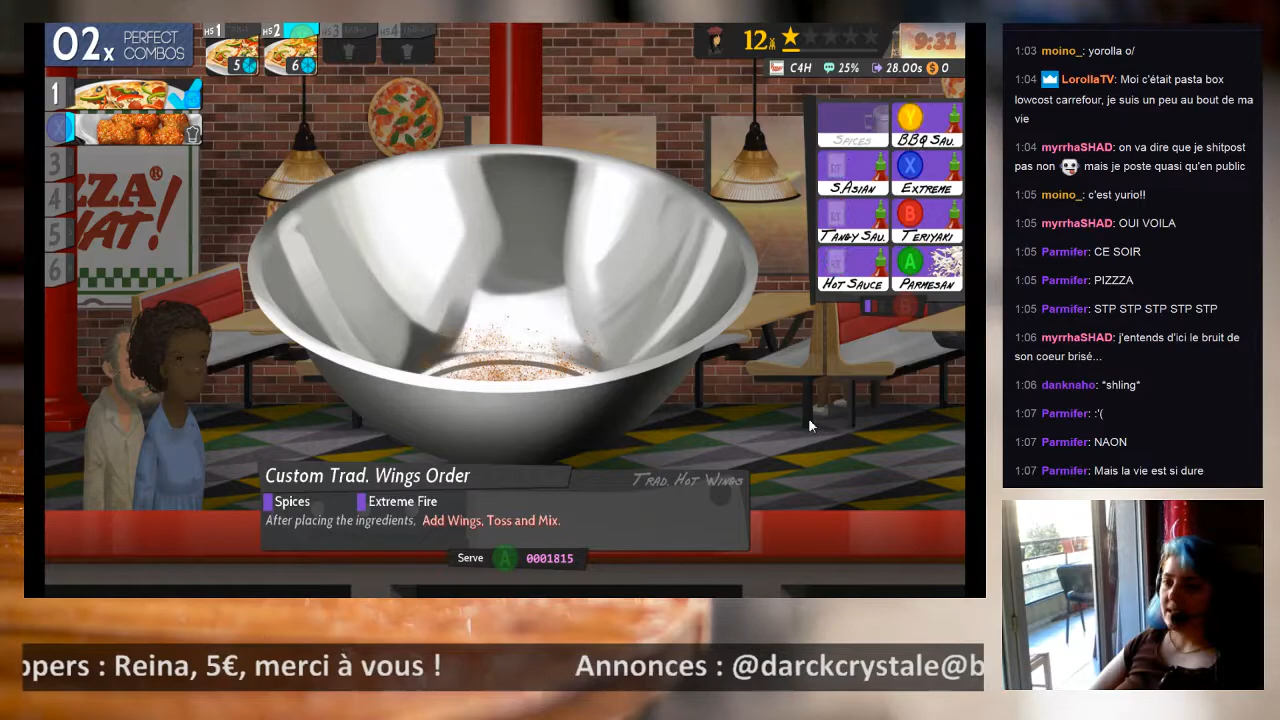 02x PERFECT COMBOS
HS1
5
HS2
6
12x
9:31
C4H 25% 28.00s 0
1
X
3
4
5
6
ZZA®
AT!
SPICES
Y BBQ SAU.
S.ASIAN
X EXTREME
TANGY SAU.
B TERIYAKI
HOT SAUCE
A PARMESAN
Custom Trad. Wings Order
TRAD. HOT WINGS
Spices Extreme Fire
After placing the ingredients, Add Wings, Toss and Mix.
Serve A 0001815
ppers : Reina, 5€, merci à vous ! Annonces : @darckcrystale@b
1:03 moino_: yorolla o/
1:04 LorollaTV: Moi c'était pasta box
lowcost carrefour, je suis un peu au bout de ma
vie
1:04 myrrhaSHAD: on va dire que je shitpost
pas non mais je poste quasi qu'en public
1:05 moino_: c'est yurio!!
1:05 myrrhaSHAD: OUI VOILA
1:05 Parmifer: CE SOIR
1:05 Parmifer: PIZZZA
1:05 Parmifer: STP STP STP STP STP
1:06 myrrhaSHAD: j'entends d'ici le bruit de
son coeur brisé...
1:06 danknaho: *shling*
1:07 Parmifer: :'(
1:07 Parmifer: NAON
1:07 Parmifer: Mais la vie est si dure